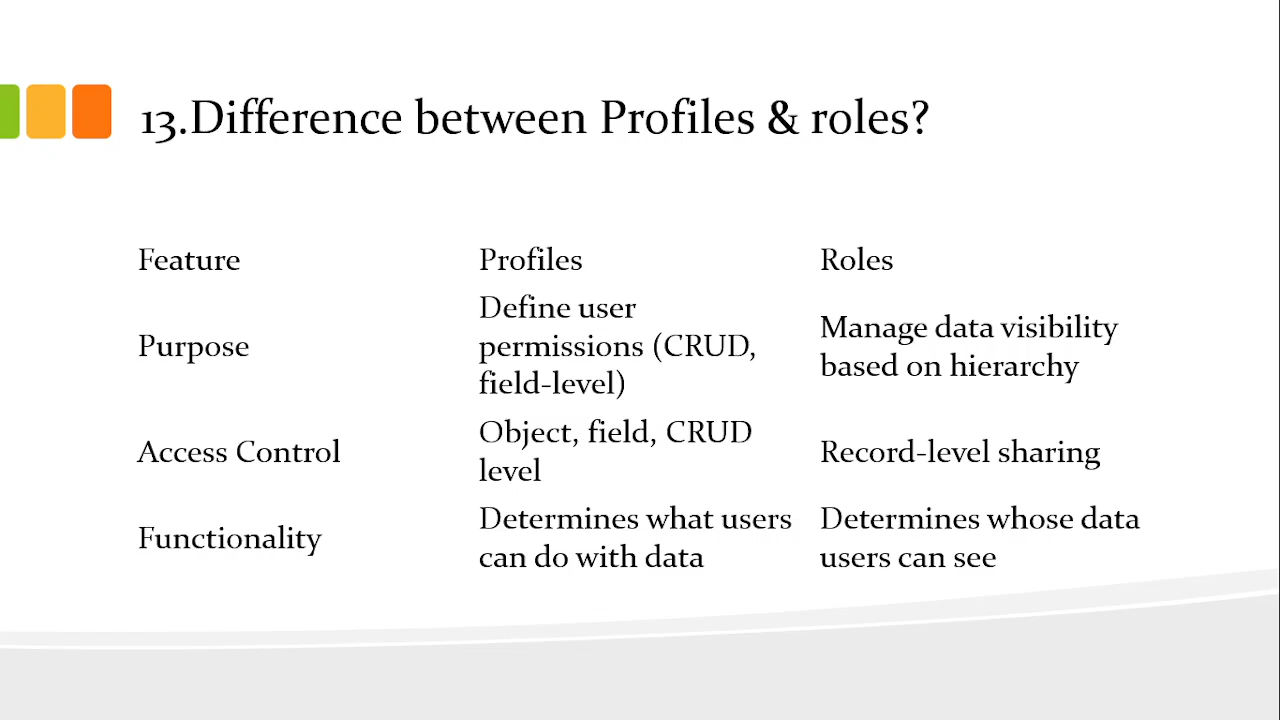 13.Difference between Profiles & roles?
Feature
Profiles
Roles
Purpose
Define user
permissions (CRUD,
field-level)
Manage data visibility
based on hierarchy
Access Control
Object, field, CRUD
level
Record-level sharing
Functionality
Determines what users
can do with data
Determines whose data
users can see